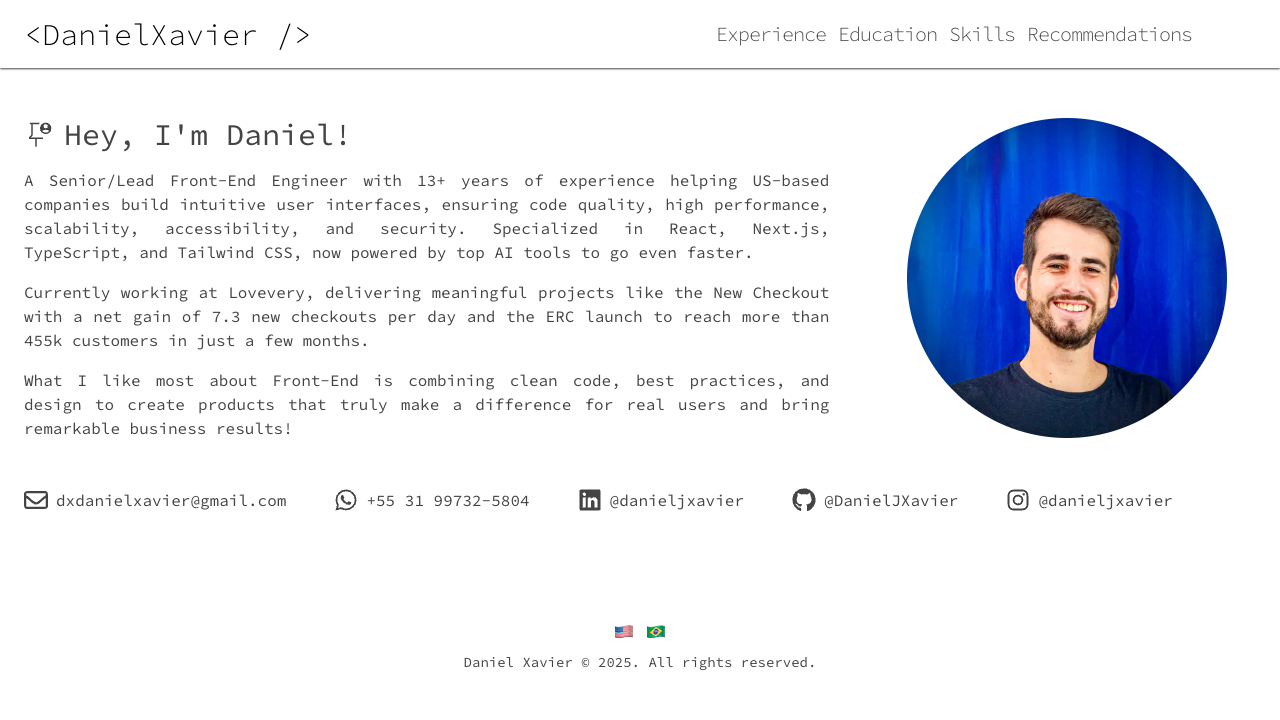 <DanielXavier />
Experience Education Skills Recommendations
Hey, I'm Daniel!
A Senior/Lead Front-End Engineer with 13+ years of experience helping US-based
companies build intuitive user interfaces, ensuring code quality, high performance,
scalability, accessibility, and security. Specialized in React, Next.js,
TypeScript, and Tailwind CSS, now powered by top AI tools to go even faster.
Currently working at Lovevery, delivering meaningful projects like the New Checkout
with a net gain of 7.3 new checkouts per day and the ERC launch to reach more than
455k customers in just a few months.
What I like most about Front-End is combining clean code, best practices, and
design to create products that truly make a difference for real users and bring
remarkable business results!
dxdanielxavier@gmail.com +55 31 99732-5804 @danieljxavier @DanielJXavier @danieljxavier
Daniel Xavier © 2025. All rights reserved.